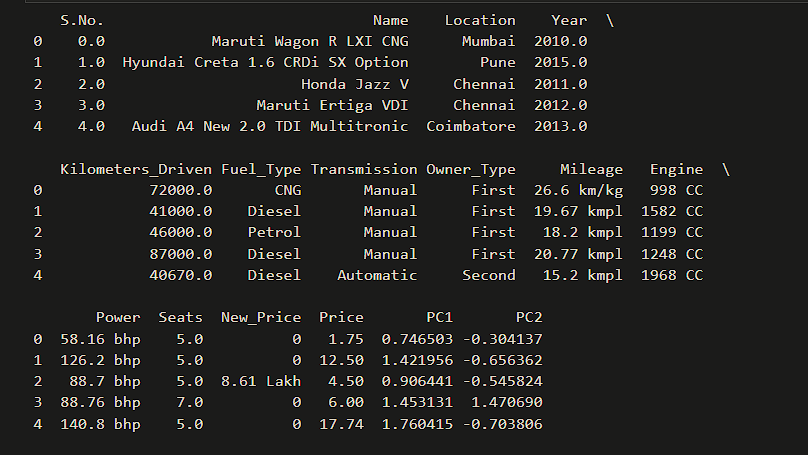 S.No. Name Location Year \
0 0.0 Maruti Wagon R LXI CNG Mumbai 2010.0
1 1.0 Hyundai Creta 1.6 CRDi SX Option Pune 2015.0
2 2.0 Honda Jazz V Chennai 2011.0
3 3.0 Maruti Ertiga VDI Chennai 2012.0
4 4.0 Audi A4 New 2.0 TDI Multitronic Coimbatore 2013.0
Kilometers_Driven Fuel_Type Transmission Owner_Type Mileage Engine \
0 72000.0 CNG Manual First 26.6 km/kg 998 CC
1 41000.0 Diesel Manual First 19.67 kmpl 1582 CC
2 46000.0 Petrol Manual First 18.2 kmpl 1199 CC
3 87000.0 Diesel Manual First 20.77 kmpl 1248 CC
4 40670.0 Diesel Automatic Second 15.2 kmpl 1968 CC
Power Seats New_Price Price PC1 PC2
0 58.16 bhp 5.0 0 1.75 0.746503 -0.304137
1 126.2 bhp 5.0 0 12.50 1.421956 -0.656362
2 88.7 bhp 5.0 8.61 Lakh 4.50 0.906441 -0.545824
3 88.76 bhp 7.0 0 6.00 1.453131 1.470690
4 140.8 bhp 5.0 0 17.74 1.760415 -0.703806